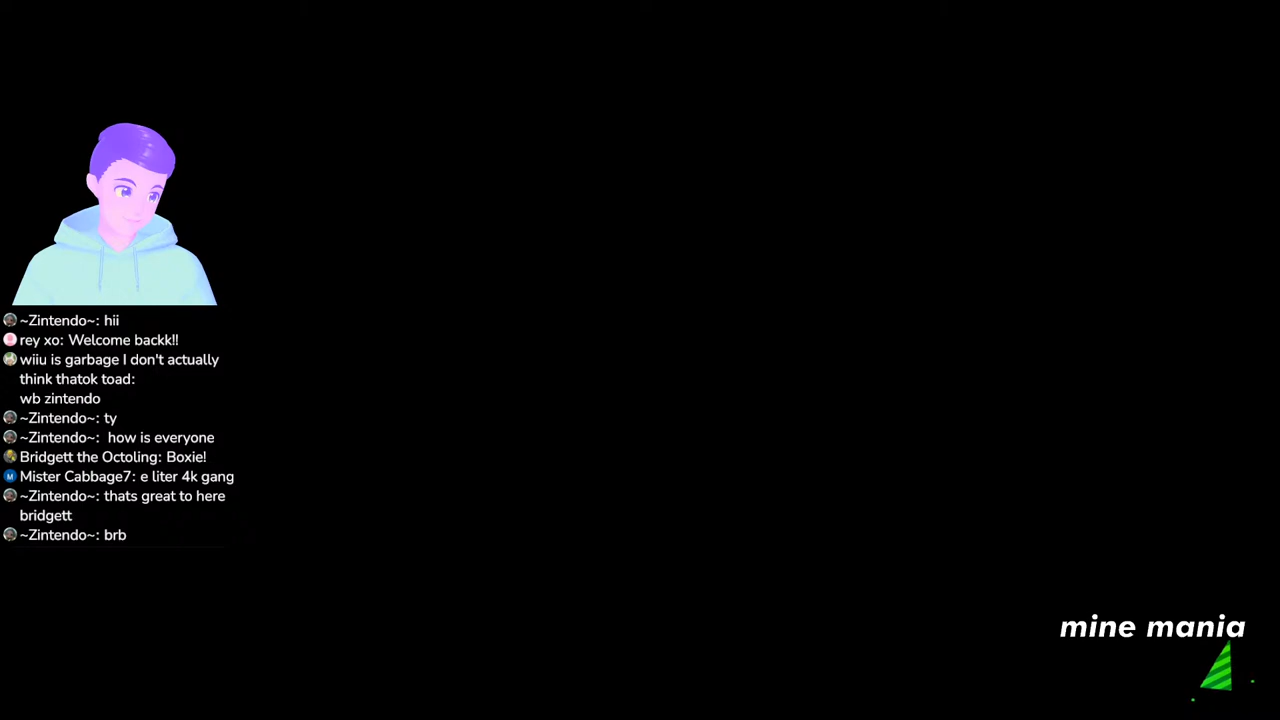 ~Zintendo~: hii
rey xo: Welcome backk!!
wiiu is garbage I don't actually
think thatok toad:
wb zintendo
~Zintendo~: ty
~Zintendo~: how is everyone
Bridgett the Octoling: Boxie!
M Mister Cabbage7: e liter 4k gang
~Zintendo~: thats great to here
bridgett
~Zintendo~: brb
mine mania